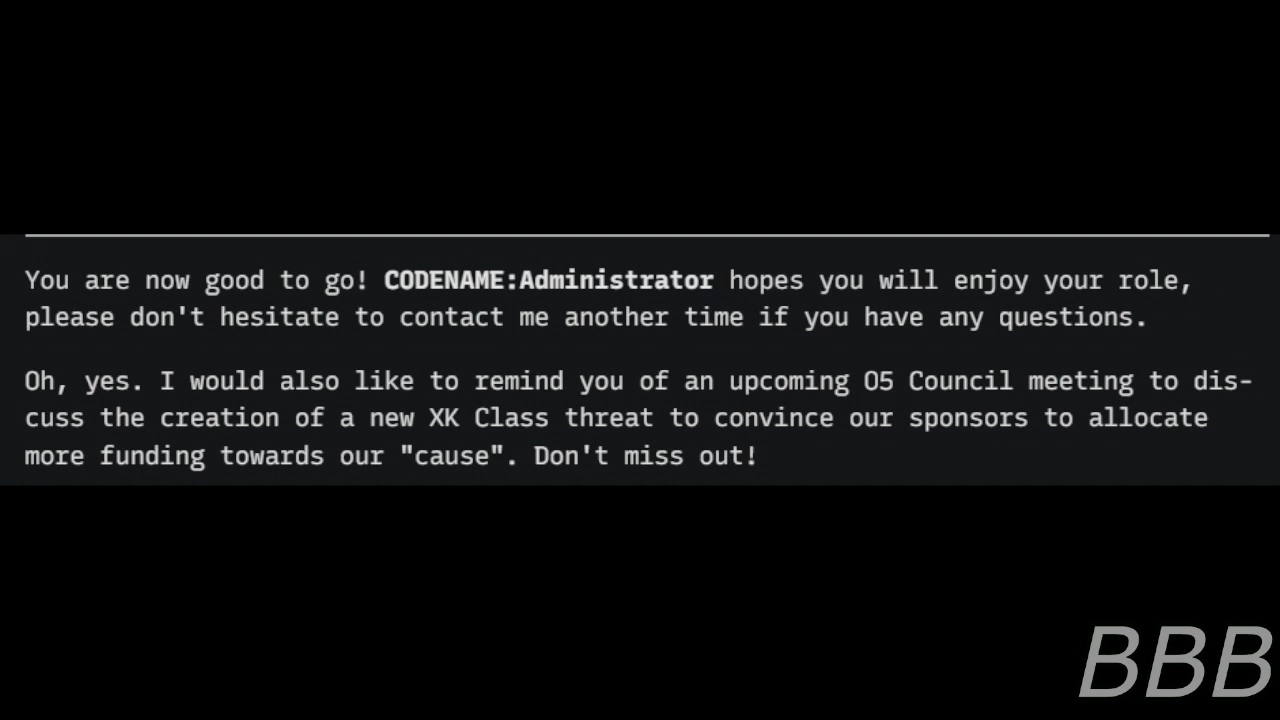 You are now good to go! CODENAME:Administrator hopes you will enjoy your role,
please don't hesitate to contact me another time if you have any questions.
Oh, yes. I would also like to remind you of an upcoming O5 Council meeting to dis-
cuss the creation of a new XK Class threat to convince our sponsors to allocate
more funding towards our "cause". Don't miss out!
BBB